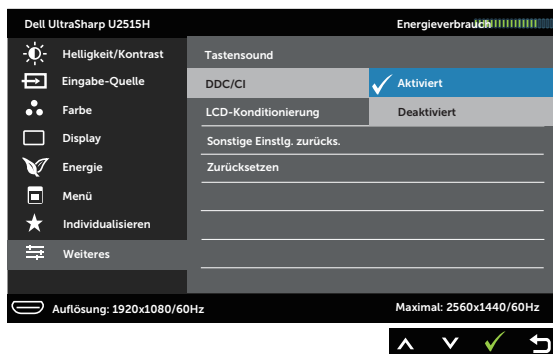 Dell UltraSharp U2515H
Energieverbrauch
Helligkeit/Kontrast
Eingabe-Quelle
Farbe
Display
Energie
Menü
Individualisieren
Weiteres
Tastensound
DDC/CI
LCD-Konditionierung
Sonstige Einstlg. zurücks.
Zurücksetzen
Aktiviert
Deaktiviert
Auflösung: 1920x1080/60Hz
Maximal: 2560x1440/60Hz